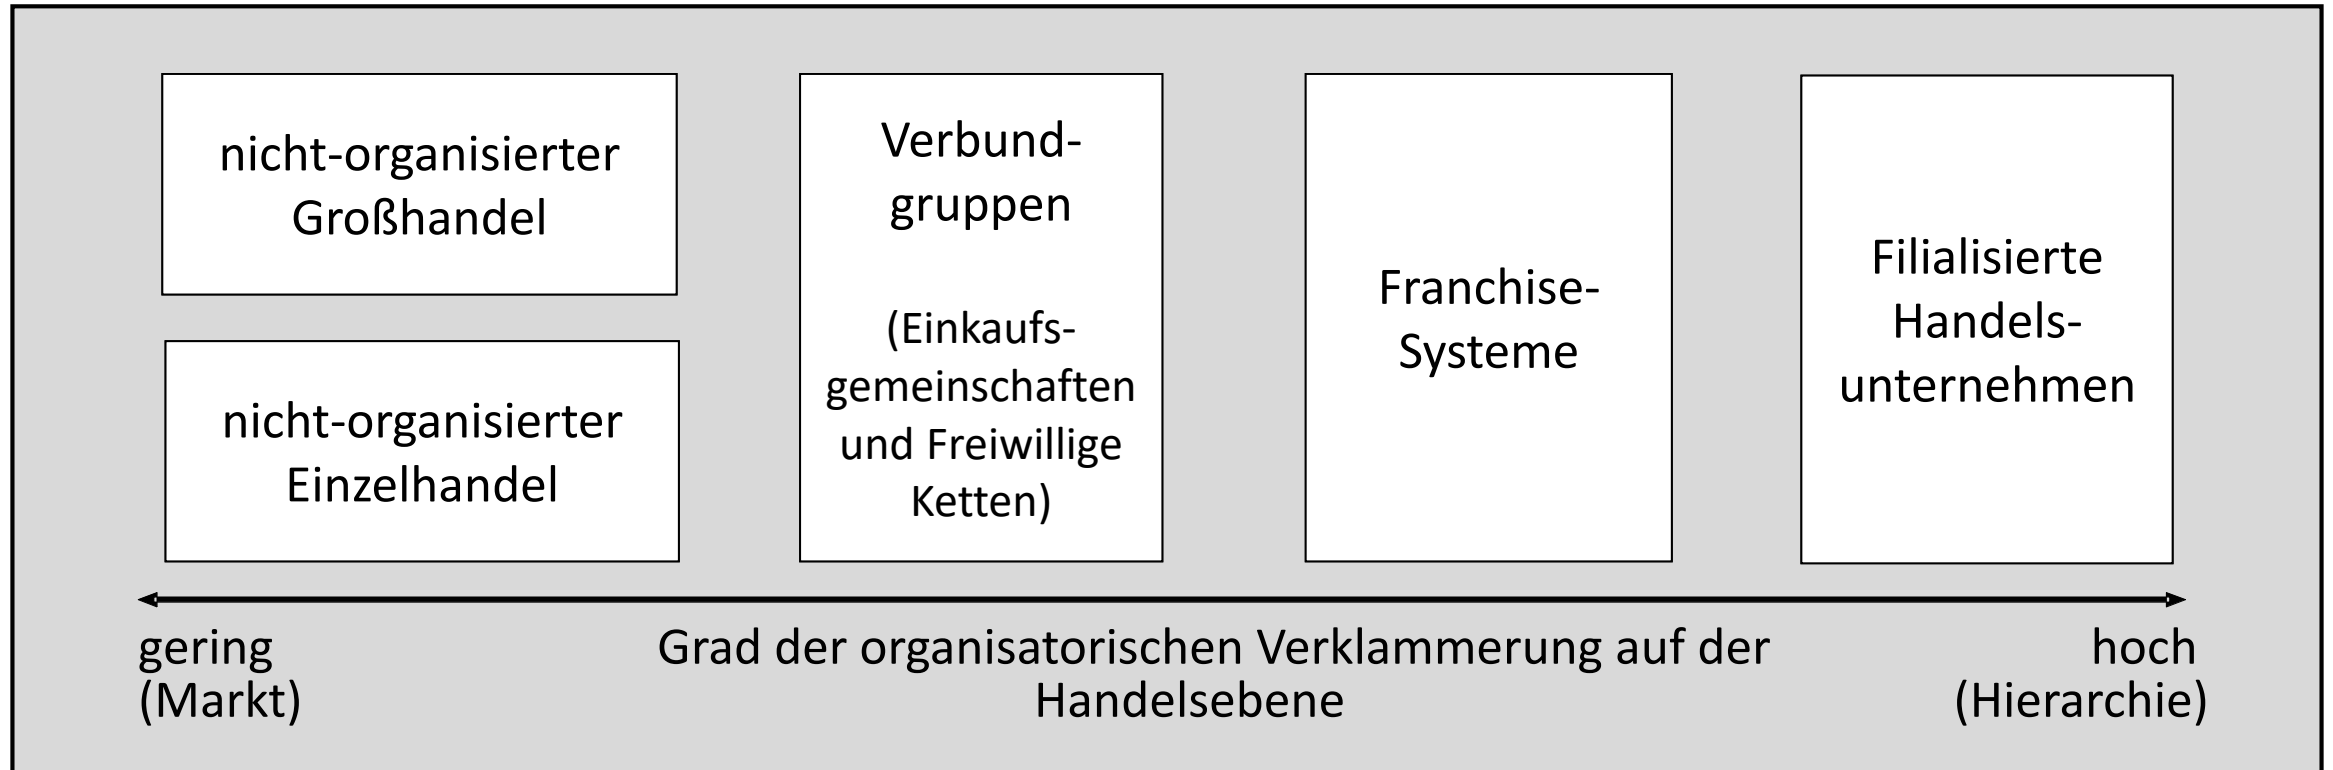 nicht-organisierter
Großhandel
nicht-organisierter
Einzelhandel
Verbund-
gruppen
(Einkaufs-
gemeinschaften
und Freiwillige
Ketten)
Franchise-
Systeme
Filialisierte
Handels-
unternehmen
gering
(Markt)
Grad der organisatorischen Verklammerung auf der
Handelsebene
hoch
(Hierarchie)